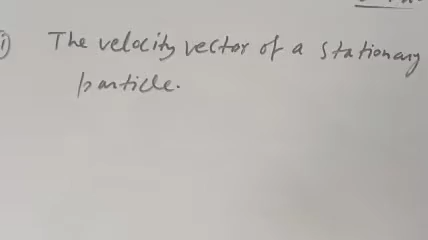 i) The velocity vector of a stationary
particle.